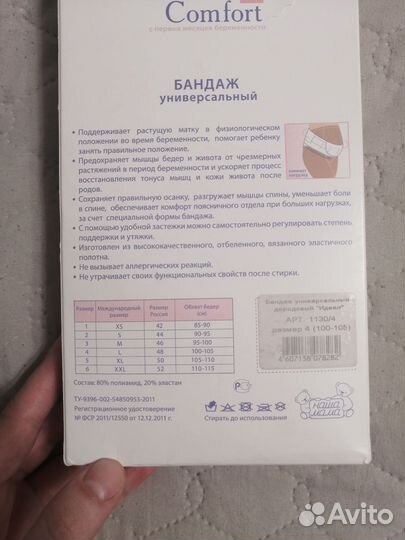 Comfort
с первых месяцев беременности
БАНДАЖ
универсальный
• Поддерживает растущую матку в физиологическом
положении во время беременности, помогает ребенку
занять правильное положение.
• Предохраняет мышцы бедер и живота от чрезмерных
растяжений в период беременности и ускоряет процесс
восстановления тонуса мышц и кожи живота после
родов.
• Сохраняет правильную осанку, разгружает мышцы спины, уменьшает боли
в спине, обеспечивает комфорт поясничного отдела при больших нагрузках,
за счет специальной формы бандажа.
• С помощью удобной застежки можно самостоятельно регулировать степень
поддержки и утяжки.
• Изготовлен из высококачественного, отбеленного, вязанного эластичного
полотна.
• Не вызывает аллергических реакций.
• Не утрачивает своих функциональных свойств после стирки.
снижает
нагрузку
Размер Международный размер Размер Россия Обхват бедер (см)
1 XS 42 85-90
2 S 44 90-95
3 M 46 95-100
4 L 48 100-105
5 XL 50 105-110
6 XXL 52 110-115
Бандаж универсальный
дородовый "Идеал"
АРТ. 1130/4
размер 4 (100-105)
4 607158 078282
Состав: 80% полиамид, 20% эластан
ТУ-9396-002-54850953-2011
Регистрационное удостоверение
№ ФСР 2011/12550 от 12.12.2011 г.
Стирать до использования
наша
мама
Avito